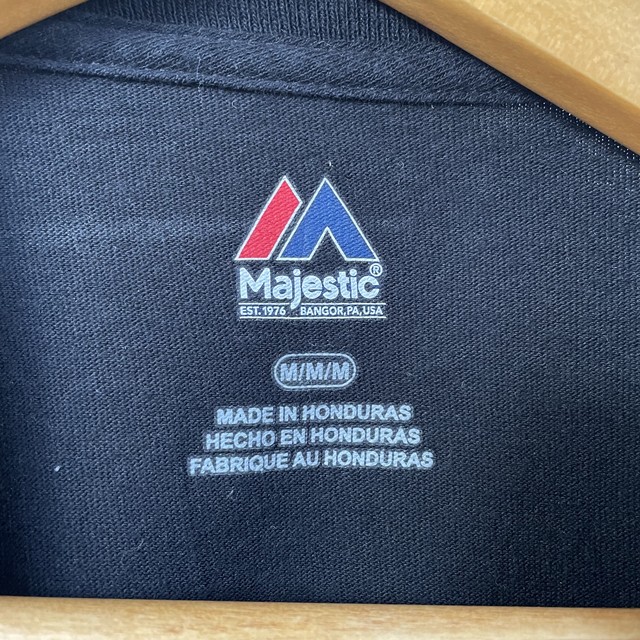 Majestic®
EST. 1976 BANGOR, PA, USA
M/M/M
MADE IN HONDURAS
HECHO EN HONDURAS
FABRIQUE AU HONDURAS